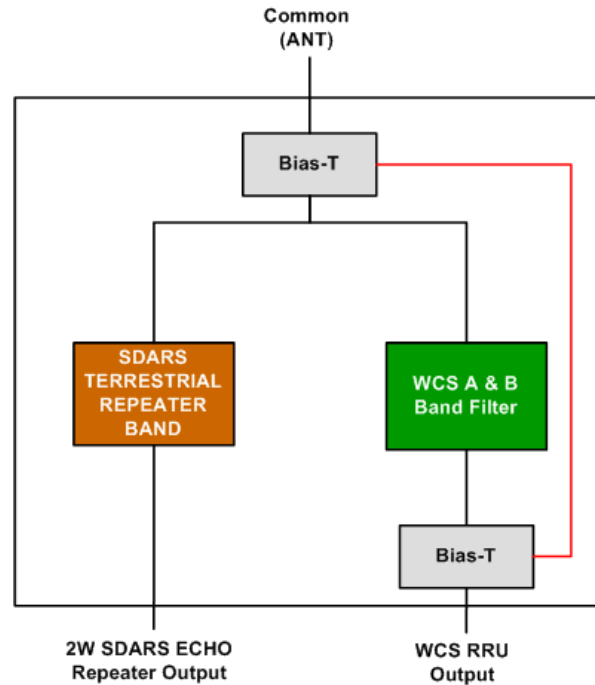 Common
(ANT)
Bias-T
SDARS
TERRESTRIAL
REPEATER
BAND
WCS A & B
Band Filter
Bias-T
2W SDARS ECHO
Repeater Output
WCS RRU
Output